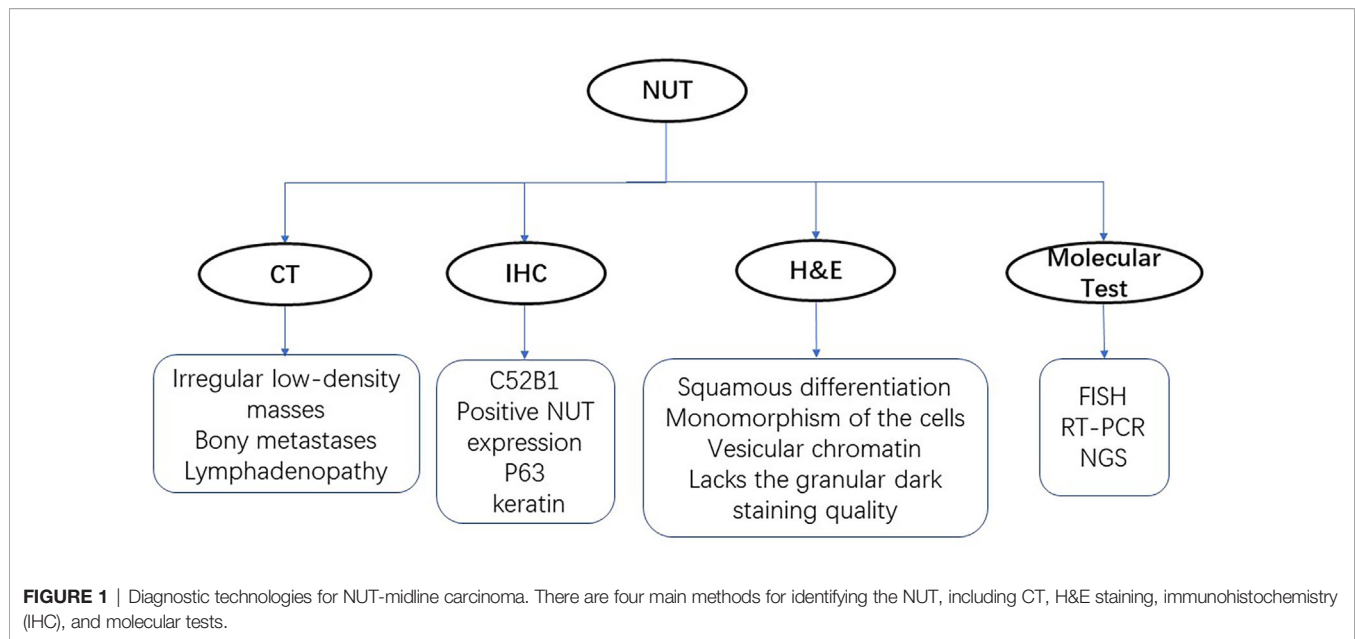 NUT
CT
IHC
H&E
Molecular
Test
Irregular low-density
masses
Bony metastases
Lymphadenopathy
C52B1
Positive NUT
expression
P63
keratin
Squamous differentiation
Monomorphism of the cells
Vesicular chromatin
Lacks the granular dark
staining quality
FISH
RT-PCR
NGS
FIGURE 1 | Diagnostic technologies for NUT-midline carcinoma. There are four main methods for identifying the NUT, including CT, H&E staining, immunohistochemistry
(IHC), and molecular tests.